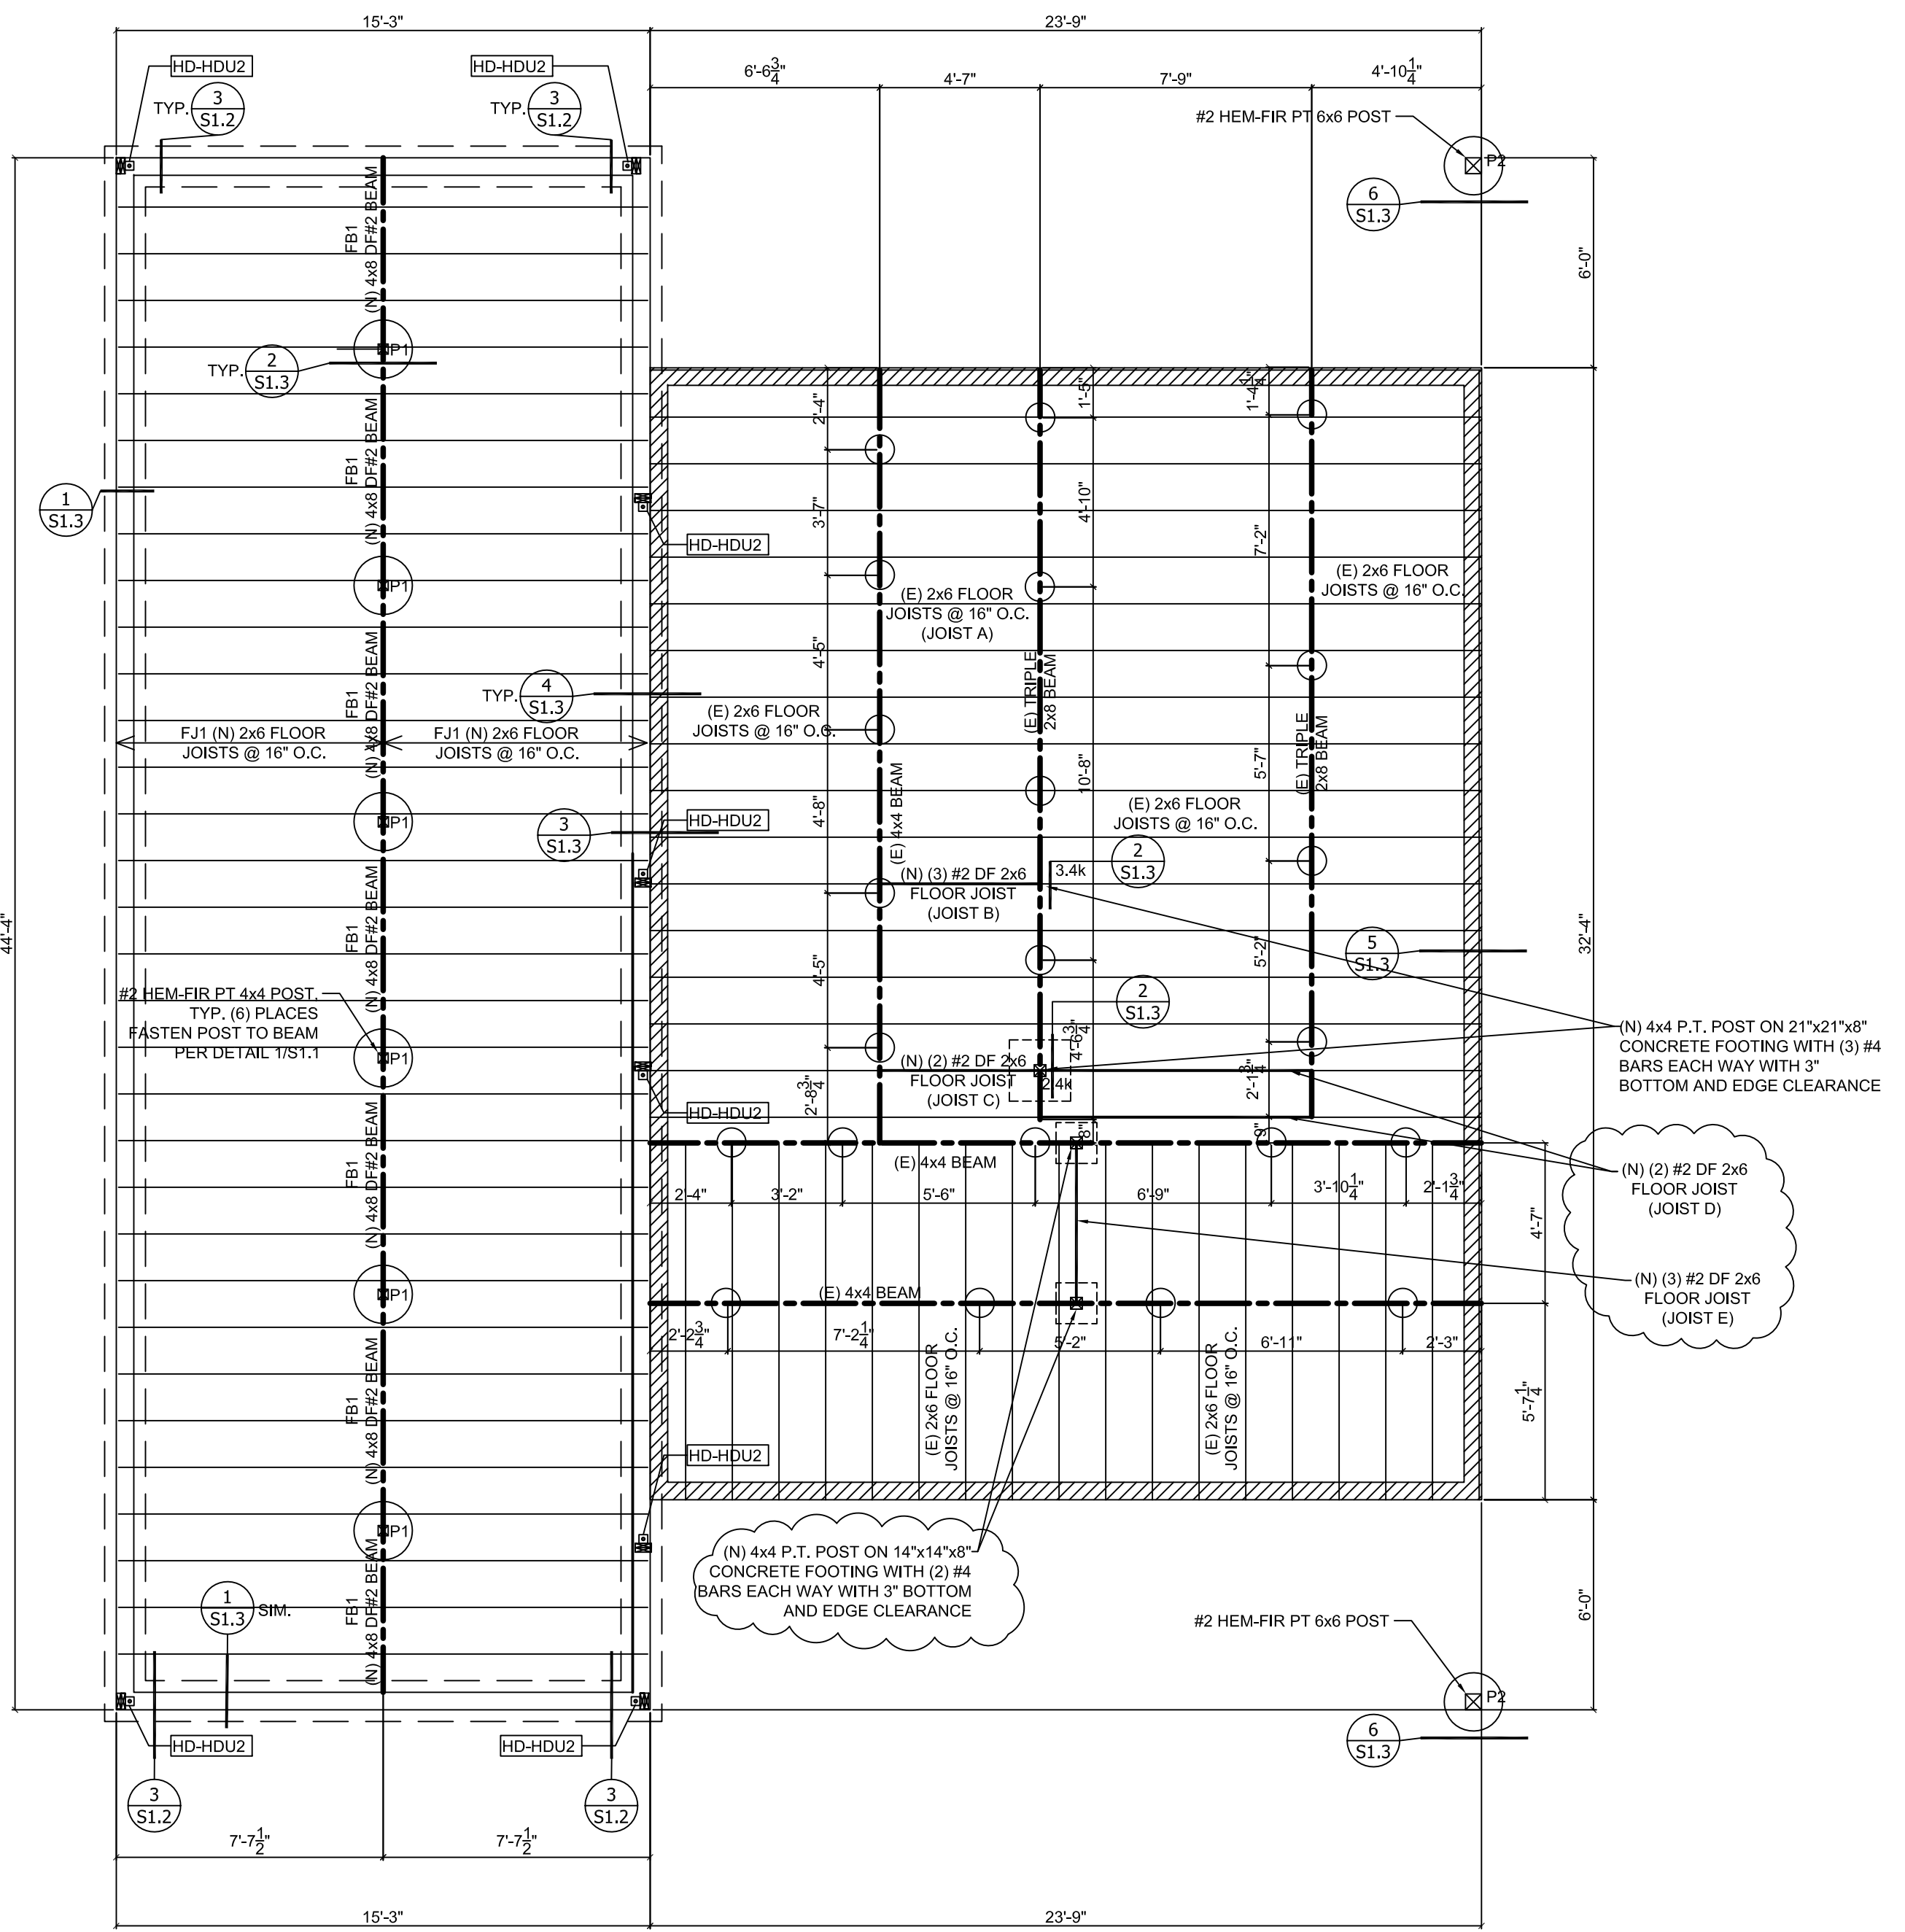 15'-3"
23'-9"
HD-HDU2
HD-HDU2
6'-6 3/4"
4'-7"
7'-9"
4'-10 1/4"
TYP.
3
S1.2
TYP.
3
S1.2
#2 HEM-FIR PT 6x6 POST
P2
6
S1.3
6'-0"
FB1
(N) 4x8 DF#2 BEAM
P1
TYP.
2
S1.3
2'-4"
1'-5"
1'-4 1/4"
FB1
(N) 4x8 DF#2 BEAM
1
S1.3
3'-7"
4'-10"
7'-2"
HD-HDU2
P1
(E) 2x6 FLOOR
JOISTS @ 16" O.C.
(JOIST A)
(E) 2x6 FLOOR
JOISTS @ 16" O.C.
4'-5"
FB1
(N) 4x8 DF#2 BEAM
TYP.
4
S1.3
(E) TRIPLE
2x8 BEAM
(E) 2x6 FLOOR
JOISTS @ 16" O.C.
FJ1 (N) 2x6 FLOOR
JOISTS @ 16" O.C.
FJ1 (N) 2x6 FLOOR
JOISTS @ 16" O.C.
(E) TRIPLE
2x8 BEAM
5'-7"
10'-8"
4'-8"
(E) 4x4 BEAM
(E) 2x6 FLOOR
JOISTS @ 16" O.C.
HD-HDU2
P1
3
S1.3
2
S1.3
3.4k
(N) (3) #2 DF 2x6
FLOOR JOIST
(JOIST B)
44'-4"
32'-4"
FB1
(N) 4x8 DF#2 BEAM
4'-5"
5'-2"
5
S1.3
#2 HEM-FIR PT 4x4 POST.
TYP. (6) PLACES
FASTEN POST TO BEAM
PER DETAIL 1/S1.1
P1
2
S1.3
4'-6 3/4"
(N) 4x4 P.T. POST ON 21"x21"x8"
CONCRETE FOOTING WITH (3) #4
BARS EACH WAY WITH 3"
BOTTOM AND EDGE CLEARANCE
(N) (2) #2 DF 2x6
FLOOR JOIST
(JOIST C)
2.4k
2'-8 3/4"
2'-1 3/4"
HD-HDU2
8"
9"
FB1
(N) 4x8 DF#2 BEAM
(E) 4x4 BEAM
(N) (2) #2 DF 2x6
FLOOR JOIST
(JOIST D)
2'-4"
3'-2"
5'-6"
6'-9"
3'-10 1/4"
2'-1 3/4"
4'-7"
P1
(E) 4x4 BEAM
(N) (3) #2 DF 2x6
FLOOR JOIST
(JOIST E)
2'-2 3/4"
7'-2 1/4"
5'-2"
6'-11"
2'-3"
FB1
(N) 4x8 DF#2 BEAM
(E) 2x6 FLOOR
JOISTS @ 16" O.C.
(E) 2x6 FLOOR
JOISTS @ 16" O.C.
5'-7 1/4"
HD-HDU2
P1
(N) 4x4 P.T. POST ON 14"x14"x8"
CONCRETE FOOTING WITH (2) #4
BARS EACH WAY WITH 3" BOTTOM
AND EDGE CLEARANCE
FB1
(N) 4x8 DF#2 BEAM
1
S1.3
SIM.
6'-0"
#2 HEM-FIR PT 6x6 POST
P2
6
S1.3
HD-HDU2
HD-HDU2
3
S1.2
3
S1.2
7'-7 1/2"
7'-7 1/2"
15'-3"
23'-9"